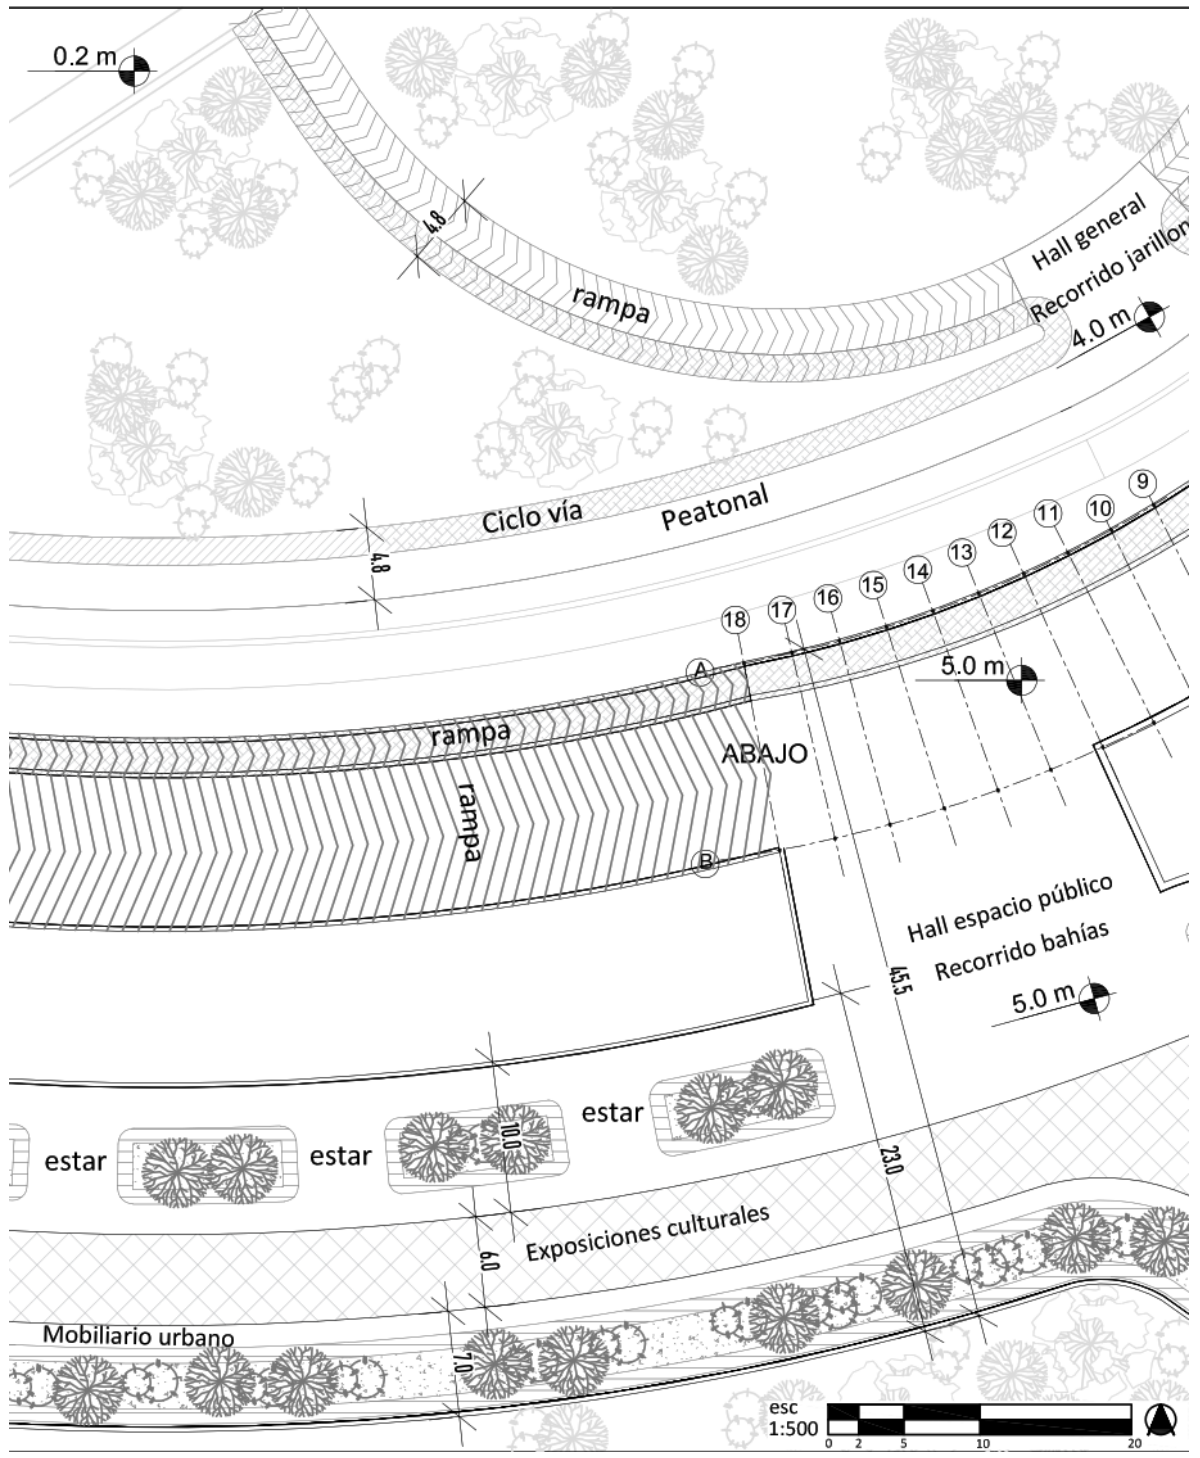 0.2 m
4.8
rampa
Hall general
Recorrido jarillon
4.0 m
Ciclo vía
Peatonal
4.8
9
10
11
12
13
14
15
16
17
18
A
5.0 m
rampa
ABAJO
rampa
B
Hall espacio público
Recorrido bahías
5.0 m
45.5
estar
10.0
estar
estar
23.0
Exposiciones culturales
6.0
Mobiliario urbano
7.0
esc
1:500
0 2 5 10 20